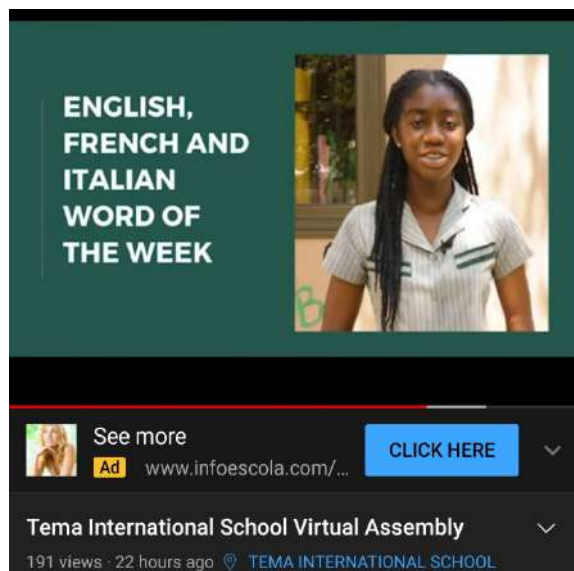 ENGLISH,
FRENCH AND
ITALIAN
WORD OF
THE WEEK
See more
CLICK HERE
Ad www.infoescola.com/...
Tema International School Virtual Assembly
191 views · 22 hours ago TEMA INTERNATIONAL SCHOOL